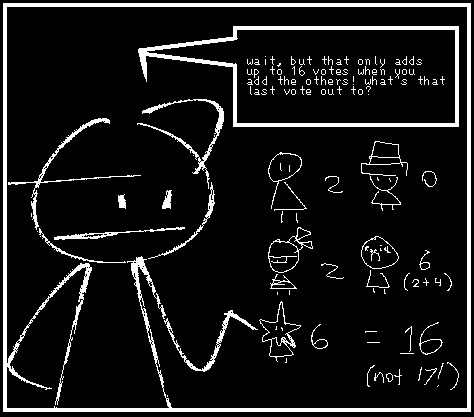 wait, but that only adds
up to 16 votes when you
add the others! what's that
last vote out to?
2 0
2 6
(2+4)
6 = 16
(not 17!)